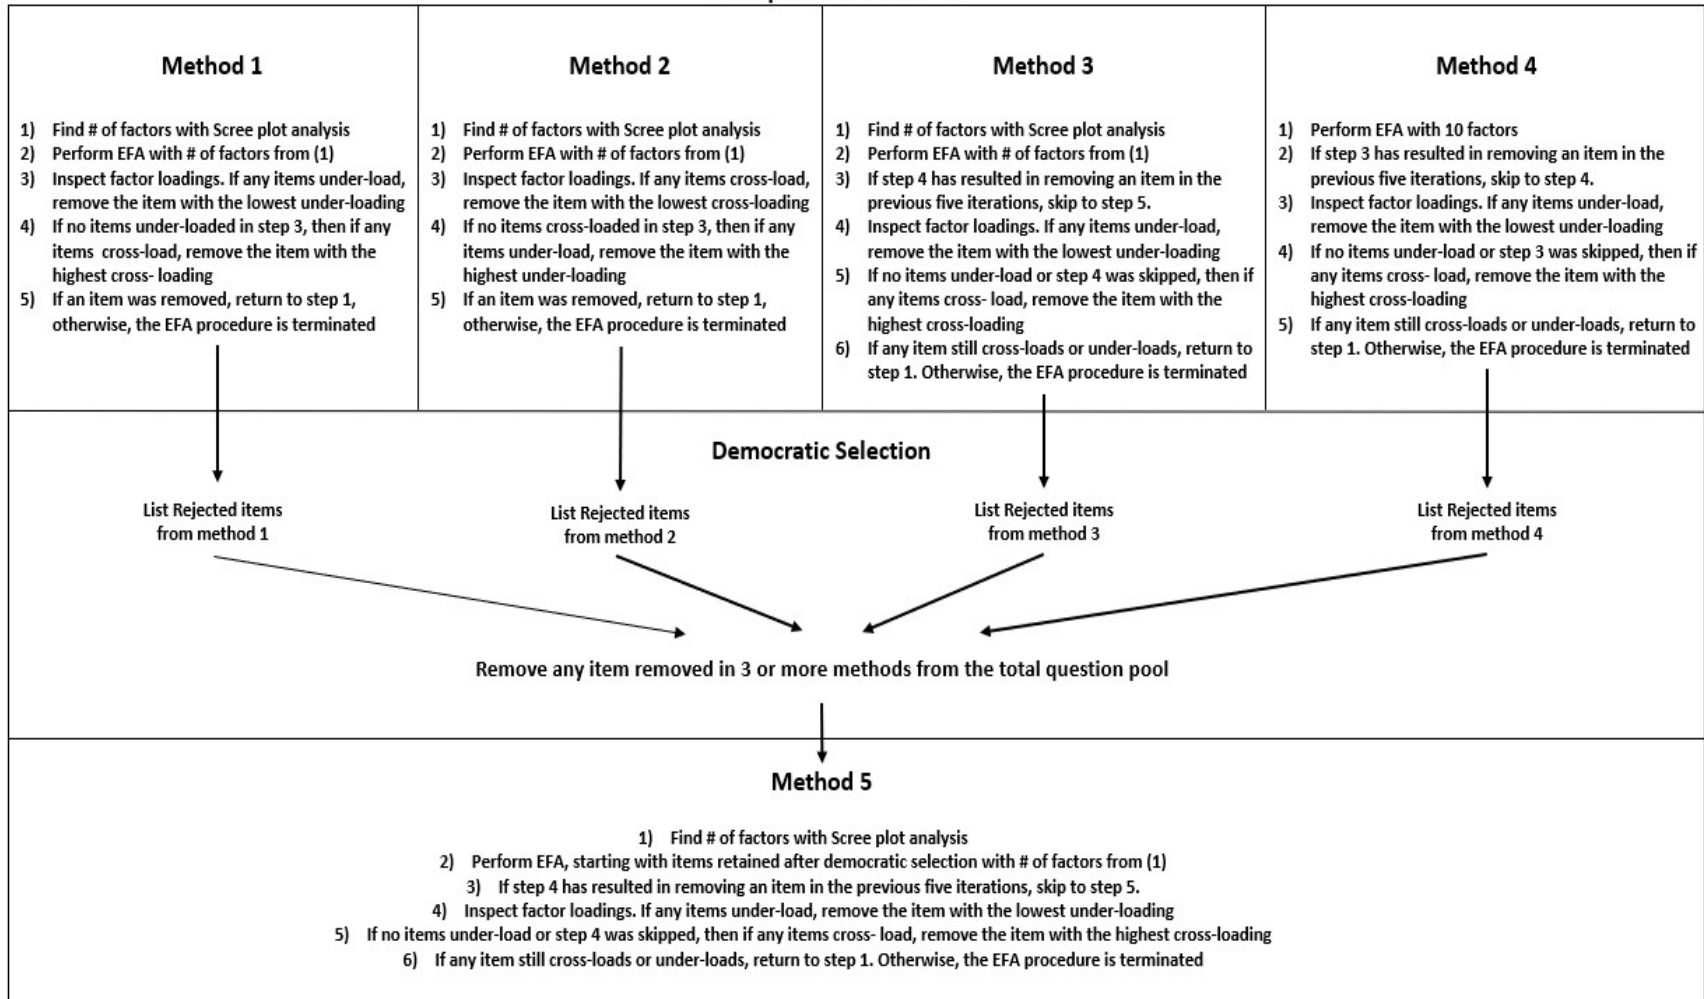 Method 1
1) Find # of factors with Scree plot analysis
2) Perform EFA with # of factors from (1)
3) Inspect factor loadings. If any items under-load,
remove the item with the lowest under-loading
4) If no items under-loaded in step 3, then if any
items cross-load, remove the item with the
highest cross- loading
5) If an item was removed, return to step 1,
otherwise, the EFA procedure is terminated
Method 2
1) Find # of factors with Scree plot analysis
2) Perform EFA with # of factors from (1)
3) Inspect factor loadings. If any items cross-load,
remove the item with the lowest cross-loading
4) If no items cross-loaded in step 3, then if any
items under-load, remove the item with the
highest under-loading
5) If an item was removed, return to step 1,
otherwise, the EFA procedure is terminated
Method 3
1) Find # of factors with Scree plot analysis
2) Perform EFA with # of factors from (1)
3) If step 4 has resulted in removing an item in the
previous five iterations, skip to step 5.
4) Inspect factor loadings. If any items under-load,
remove the item with the lowest under-loading
5) If no items under-load or step 4 was skipped, then if
any items cross- load, remove the item with the
highest cross-loading
6) If any item still cross-loads or under-loads, return to
step 1. Otherwise, the EFA procedure is terminated
Method 4
1) Perform EFA with 10 factors
2) If step 3 has resulted in removing an item in the
previous five iterations, skip to step 4.
3) Inspect factor loadings. If any items under-load,
remove the item with the lowest under-loading
4) If no items under-load or step 3 was skipped, then if
any items cross- load, remove the item with the
highest cross-loading
5) If any item still cross-loads or under-loads, return to
step 1. Otherwise, the EFA procedure is terminated
Democratic Selection
List Rejected items
from method 1
List Rejected items
from method 2
List Rejected items
from method 3
List Rejected items
from method 4
Remove any item removed in 3 or more methods from the total question pool
Method 5
1) Find # of factors with Scree plot analysis
2) Perform EFA, starting with items retained after democratic selection with # of factors from (1)
3) If step 4 has resulted in removing an item in the previous five iterations, skip to step 5.
4) Inspect factor loadings. If any items under-load, remove the item with the lowest under-loading
5) If no items under-load or step 4 was skipped, then if any items cross- load, remove the item with the highest cross-loading
6) If any item still cross-loads or under-loads, return to step 1. Otherwise, the EFA procedure is terminated